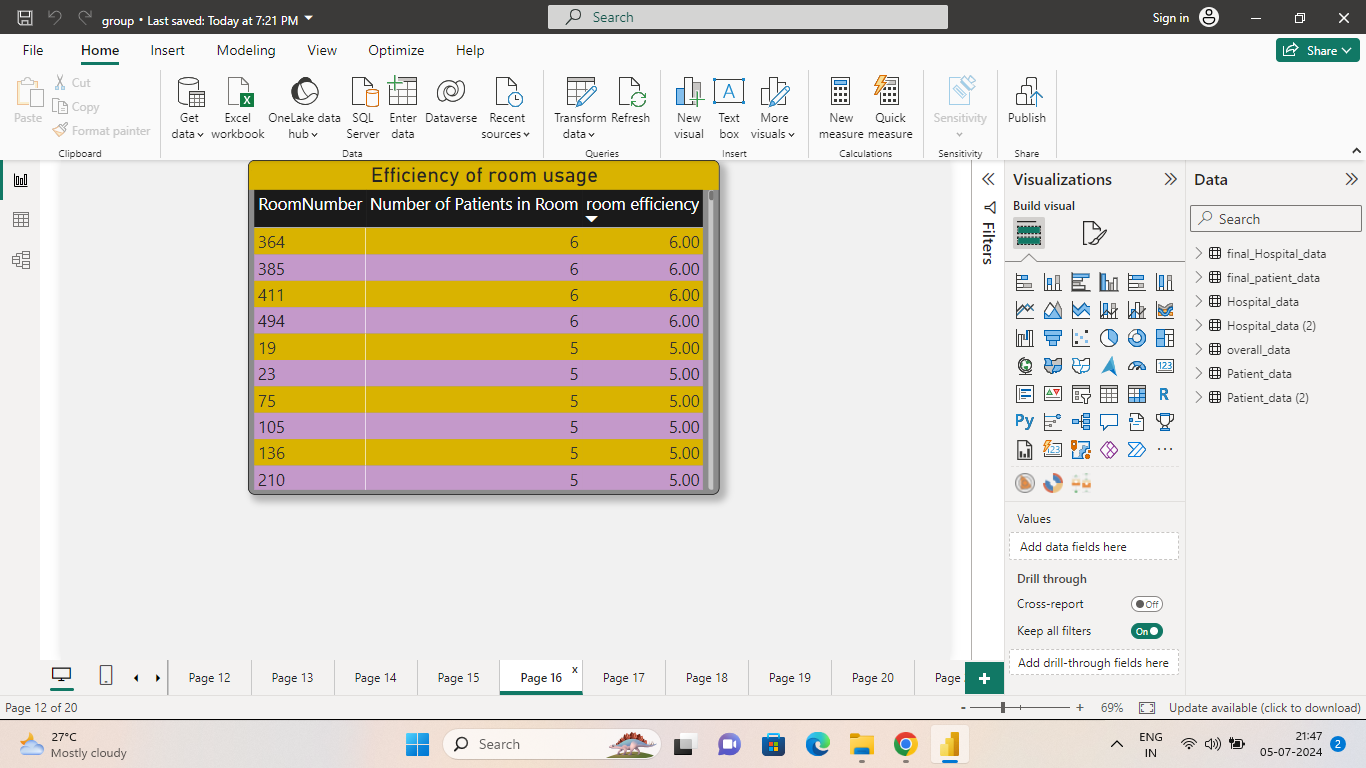 group • Last saved: Today at 7:21 PM
Search
Sign in
File Home Insert Modeling View Optimize Help
Share
Paste
Cut
Copy
Format painter
Clipboard
Get data
Excel workbook
OneLake data hub
SQL Server
Enter data
Dataverse
Recent sources
Data
Transform data
Refresh
Queries
New visual
Text box
More visuals
Insert
New measure
Quick measure
Calculations
Sensitivity
Sensitivity
Publish
Share
Efficiency of room usage
RoomNumber Number of Patients in Room room efficiency
364 6 6.00
385 6 6.00
411 6 6.00
494 6 6.00
19 5 5.00
23 5 5.00
75 5 5.00
105 5 5.00
136 5 5.00
210 5 5.00
Filters
Visualizations
Build visual
123
R
Py
Values
Add data fields here
Drill through
Cross-report Off
Keep all filters On
Add drill-through fields here
Data
Search
final_Hospital_data
final_patient_data
Hospital_data
Hospital_data (2)
overall_data
Patient_data
Patient_data (2)
Page 12 Page 13 Page 14 Page 15 Page 16 x Page 17 Page 18 Page 19 Page 20 Page
+
Page 12 of 20
- + 69% Update available (click to download)
27°C
Mostly cloudy
Search
ENG
IN
21:47
05-07-2024
2